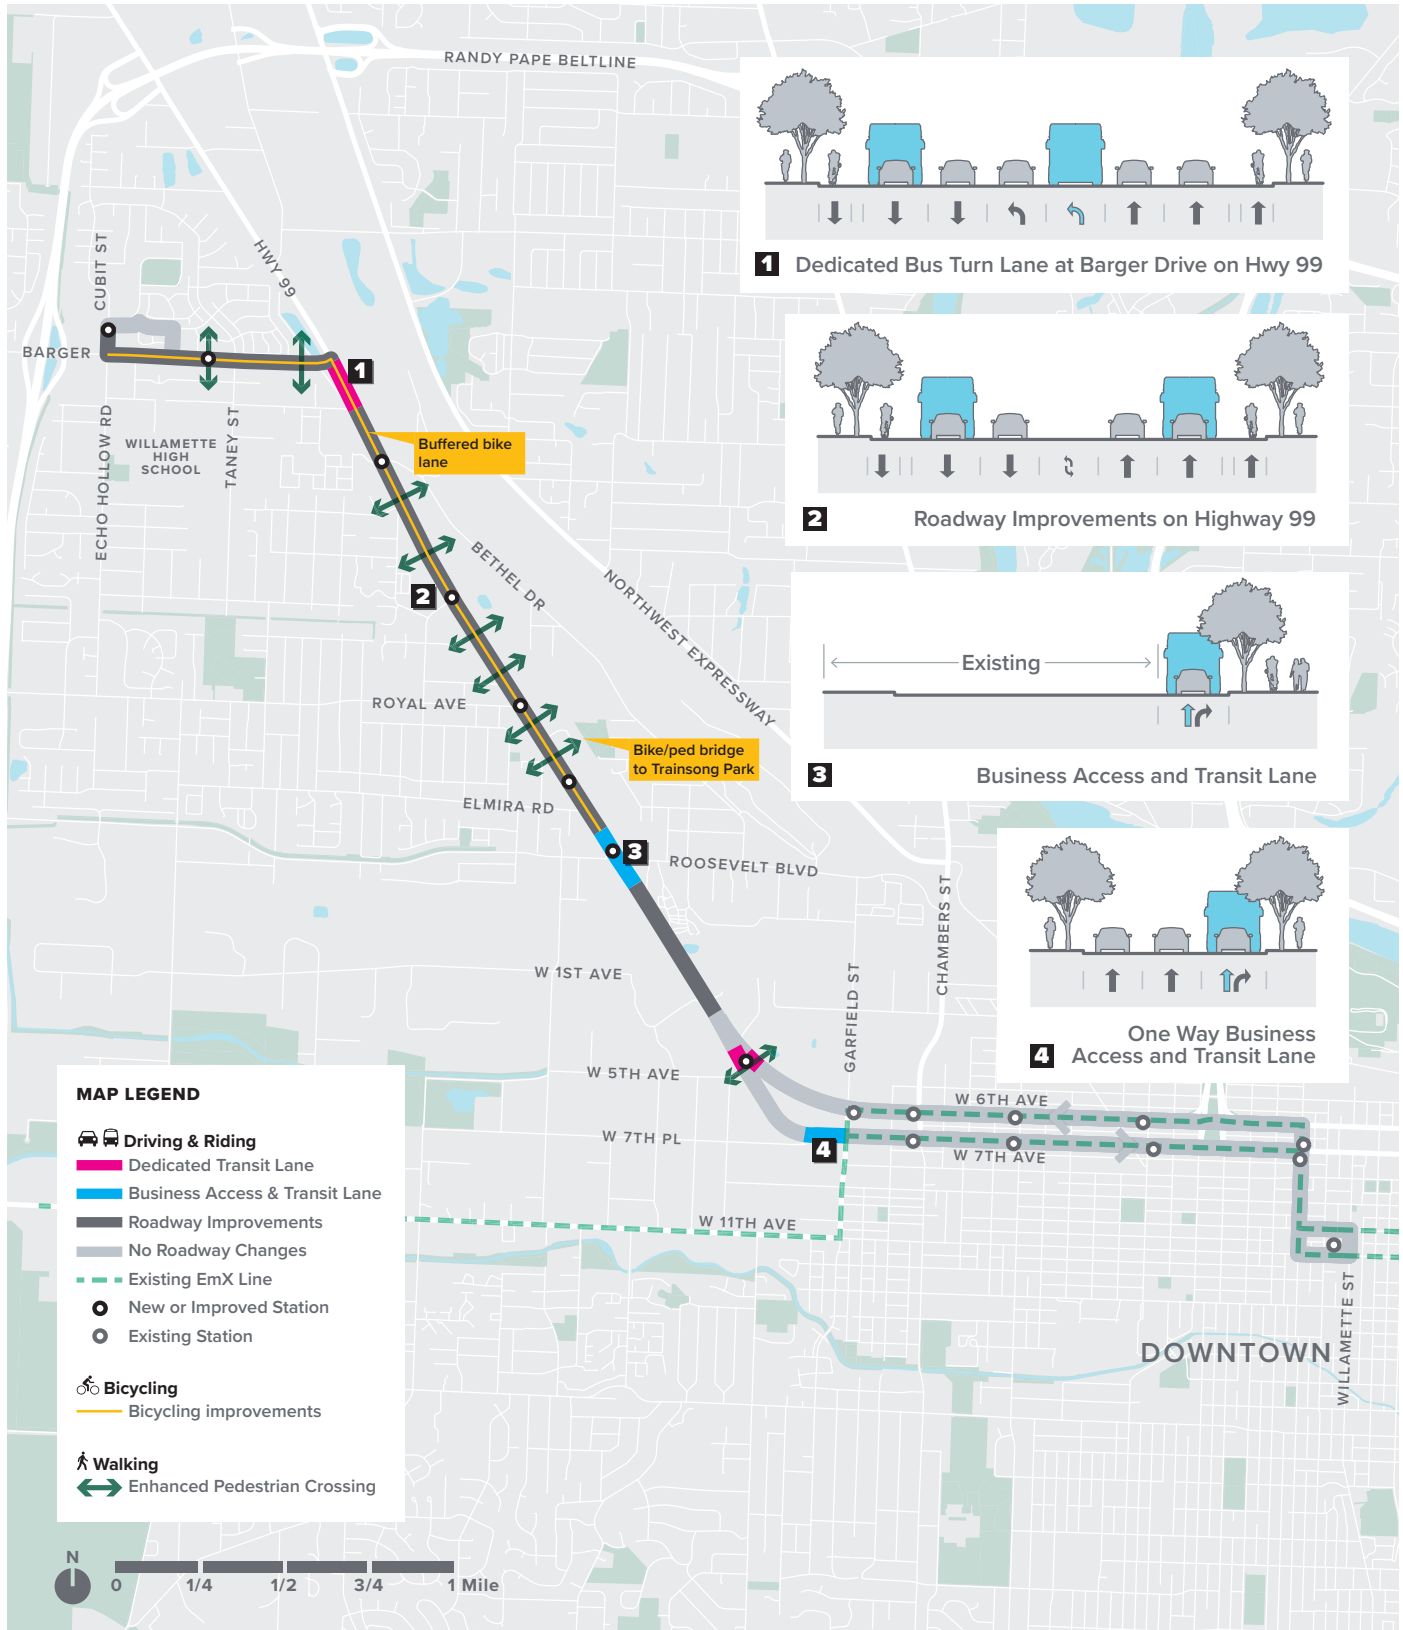 RANDY PAPE BELTLINE
1 Dedicated Bus Turn Lane at Barger Drive on Hwy 99
CUBIT ST
HWY 99
BARGER
1
2 Roadway Improvements on Highway 99
ECHO HOLLOW RD
WILLAMETTE
HIGH
SCHOOL
TANEY ST
Buffered bike
lane
BETHEL DR
NORTHWEST EXPRESSWAY
2
Existing
3 Business Access and Transit Lane
ROYAL AVE
Bike/ped bridge
to Trainsong Park
ELMIRA RD
3
ROOSEVELT BLVD
CHAMBERS ST
GARFIELD ST
One Way Business
4 Access and Transit Lane
W 1ST AVE
W 5TH AVE
W 6TH AVE
W 7TH PL
4
W 7TH AVE
W 11TH AVE
WILLAMETTE ST
DOWNTOWN
MAP LEGEND
Driving & Riding
Dedicated Transit Lane
Business Access & Transit Lane
Roadway Improvements
No Roadway Changes
Existing EmX Line
New or Improved Station
Existing Station
Bicycling
Bicycling improvements
Walking
Enhanced Pedestrian Crossing
N
0 1/4 1/2 3/4 1 Mile